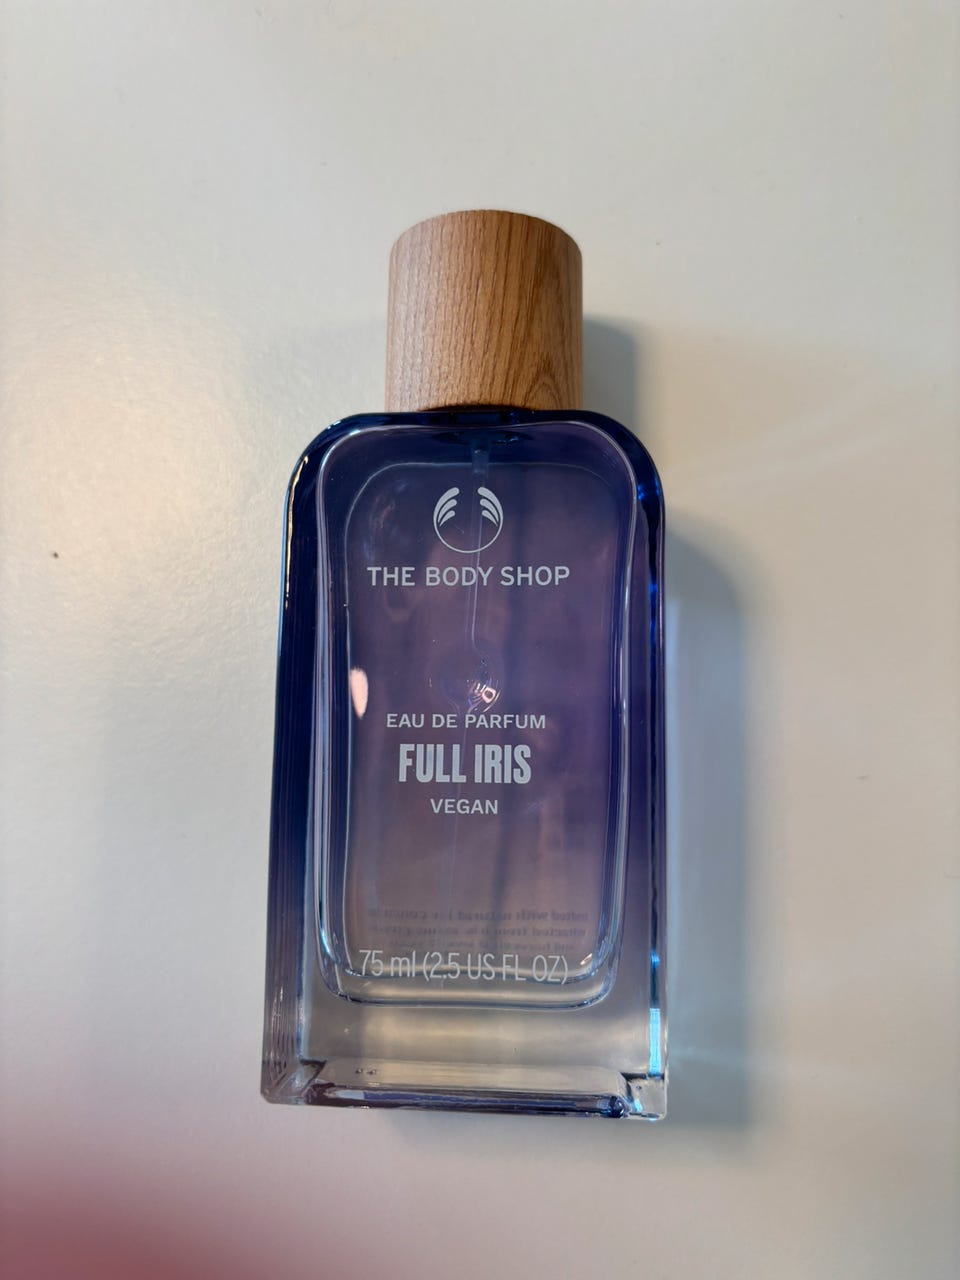 THE BODY SHOP
EAU DE PARFUM
FULL IRIS
VEGAN
75 ml (2.5 US FL OZ)